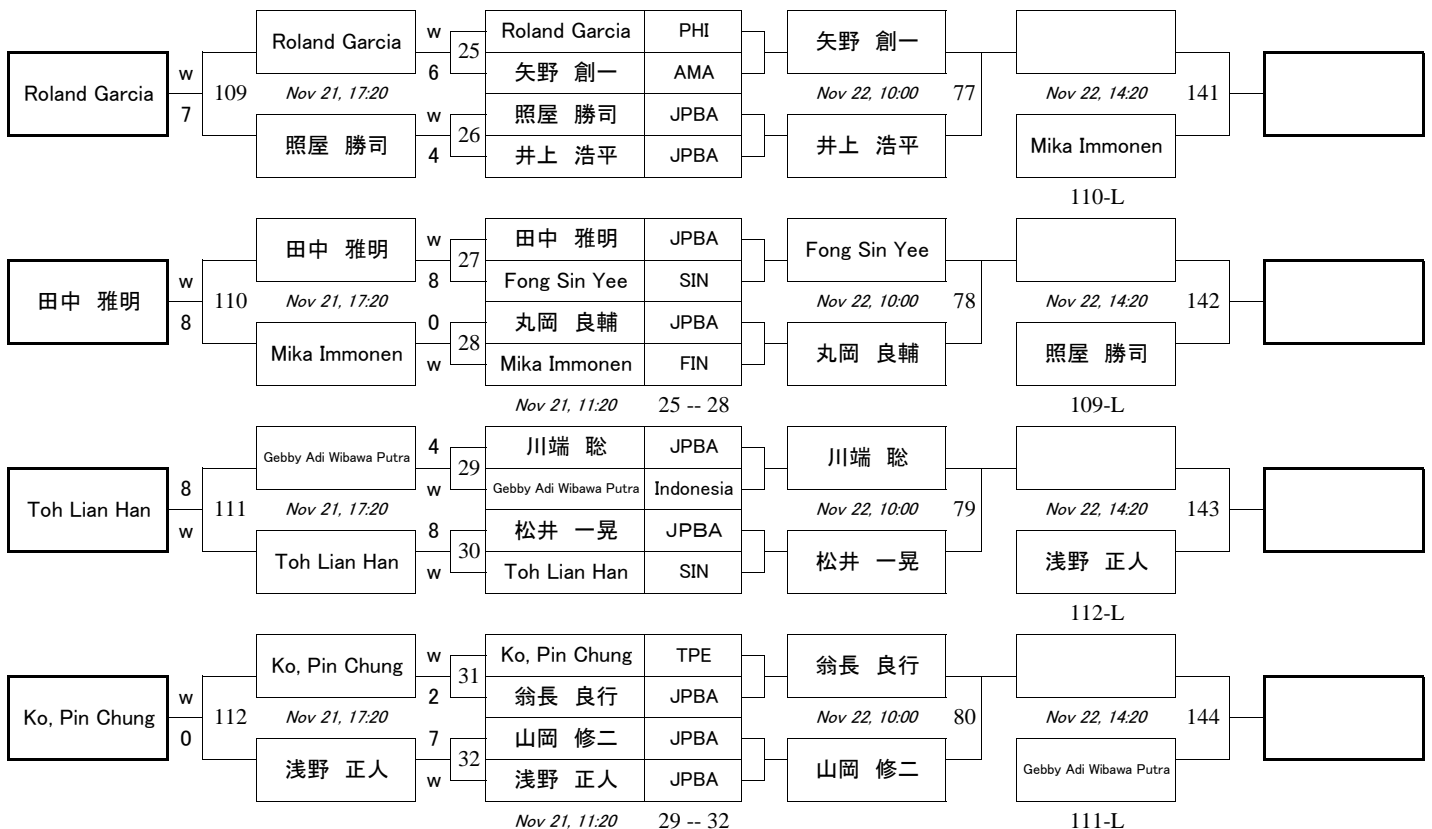 Roland Garcia w 25 Roland Garcia PHI 矢野 創一
Roland Garcia w 109 Nov 21, 17:20 6 矢野 創一 AMA Nov 22, 10:00 77 Nov 22, 14:20 141
7 照屋 勝司 w 26 照屋 勝司 JPBA 井上 浩平 Mika Immonen
4 井上 浩平 JPBA
110-L
田中 雅明 w 27 田中 雅明 JPBA Fong Sin Yee
田中 雅明 w 110 Nov 21, 17:20 8 Fong Sin Yee SIN Nov 22, 10:00 78 Nov 22, 14:20 142
8 Mika Immonen 0 28 丸岡 良輔 JPBA 丸岡 良輔 照屋 勝司
w Mika Immonen FIN
Nov 21, 11:20 25 -- 28 109-L
Gebby Adi Wibawa Putra 4 29 川端 聡 JPBA 川端 聡
Toh Lian Han 8 111 Nov 21, 17:20 w Gebby Adi Wibawa Putra Indonesia Nov 22, 10:00 79 Nov 22, 14:20 143
w Toh Lian Han 8 30 松井 一晃 JPBA 松井 一晃 浅野 正人
w Toh Lian Han SIN
112-L
Ko, Pin Chung w 31 Ko, Pin Chung TPE 翁長 良行
Ko, Pin Chung w 112 Nov 21, 17:20 2 翁長 良行 JPBA Nov 22, 10:00 80 Nov 22, 14:20 144
0 浅野 正人 7 32 山岡 修二 JPBA 山岡 修二 Gebby Adi Wibawa Putra
w 浅野 正人 JPBA
Nov 21, 11:20 29 -- 32 111-L